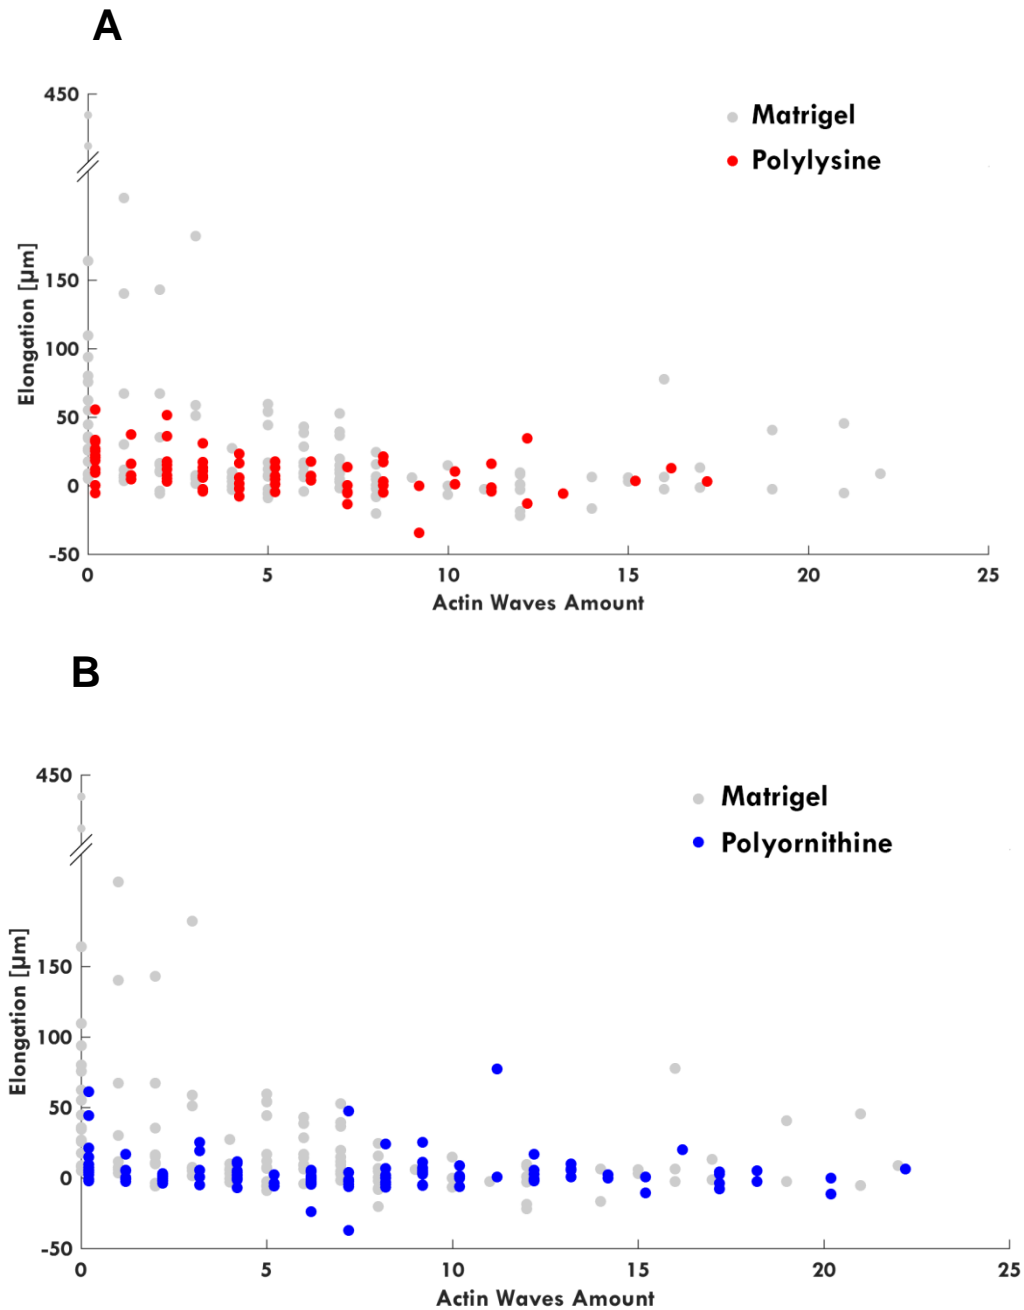 A
450
Matrigel
Polylysine
150
100
50
0
-50
Elongation [µm]
0 5 10 15 20 25
Actin Waves Amount
B
450
Matrigel
Polyornithine
150
100
50
0
-50
Elongation [µm]
0 5 10 15 20 25
Actin Waves Amount